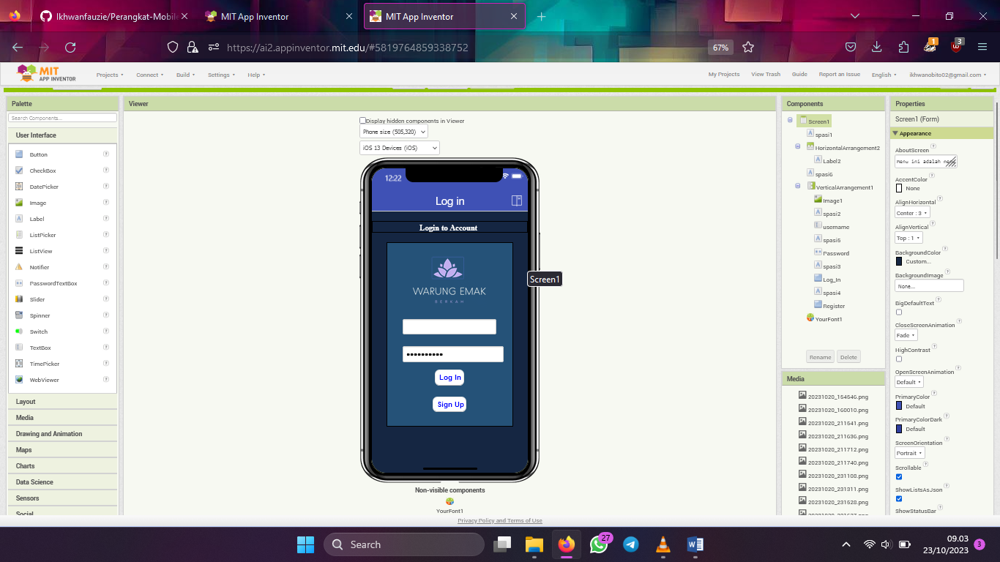 Ikhwanfauzie/Perangkat-Mobile
MIT App Inventor
MIT App Inventor
https://ai2.appinventor.mit.edu/#5819764859338752
67%
1
3
MIT
APP INVENTOR
Projects
Connect
Build
Settings
Help
My Projects
View Trash
Guide
Report an Issue
English
ikhwanobito02@gmail.com
Palette
Search Components...
User Interface
Button
CheckBox
DatePicker
Image
Label
ListPicker
ListView
Notifier
PasswordTextBox
Slider
Spinner
Switch
TextBox
TimePicker
WebViewer
Layout
Media
Drawing and Animation
Maps
Charts
Data Science
Sensors
Social
Viewer
Display hidden components in Viewer
Phone size (505,320)
iOS 13 Devices (iOS)
12:22
Log in
Login to Account
WARUNG EMAK
BERKAH
••••••••••
Log In
Sign Up
Screen1
Non-visible components
YourFont1
Components
Screen1
spasi1
HorizontalArrangement2
Label2
spasi6
VerticalArrangement1
Image1
spasi2
username
spasi5
Password
spasi3
Log_In
spasi4
Register
YourFont1
Rename
Delete
Media
20231020_154546.png
20231020_160010.png
20231020_211541.png
20231020_211636.png
20231020_211712.png
20231020_211740.png
20231020_231108.png
20231020_231311.png
20231020_231528.png
Properties
Screen1 (Form)
Appearance
AboutScreen
Menu ini adalah
AccentColor
None
AlignHorizontal
Center : 3
AlignVertical
Top : 1
BackgroundColor
Custom...
BackgroundImage
None...
BigDefaultText
CloseScreenAnimation
Fade
HighContrast
OpenScreenAnimation
Default
PrimaryColor
Default
PrimaryColorDark
Default
ScreenOrientation
Portrait
Scrollable
ShowListsAsJson
ShowStatusBar
Privacy Policy and Terms of Use
Search
27
09.03
23/10/2023
3